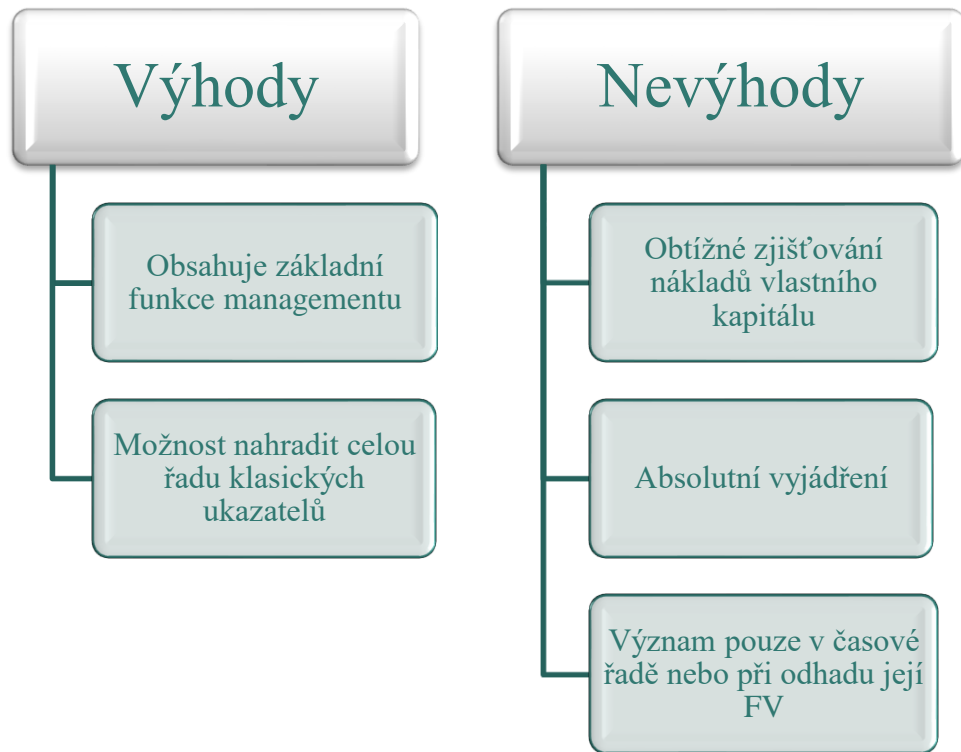 Výhody
Obsahuje základní
funkce managementu
Možnost nahradit celou
řadu klasických
ukazatelů
Nevýhody
Obtížné zjišťování
nákladů vlastního
kapitálu
Absolutní vyjádření
Význam pouze v časové
řadě nebo při odhadu její
FV